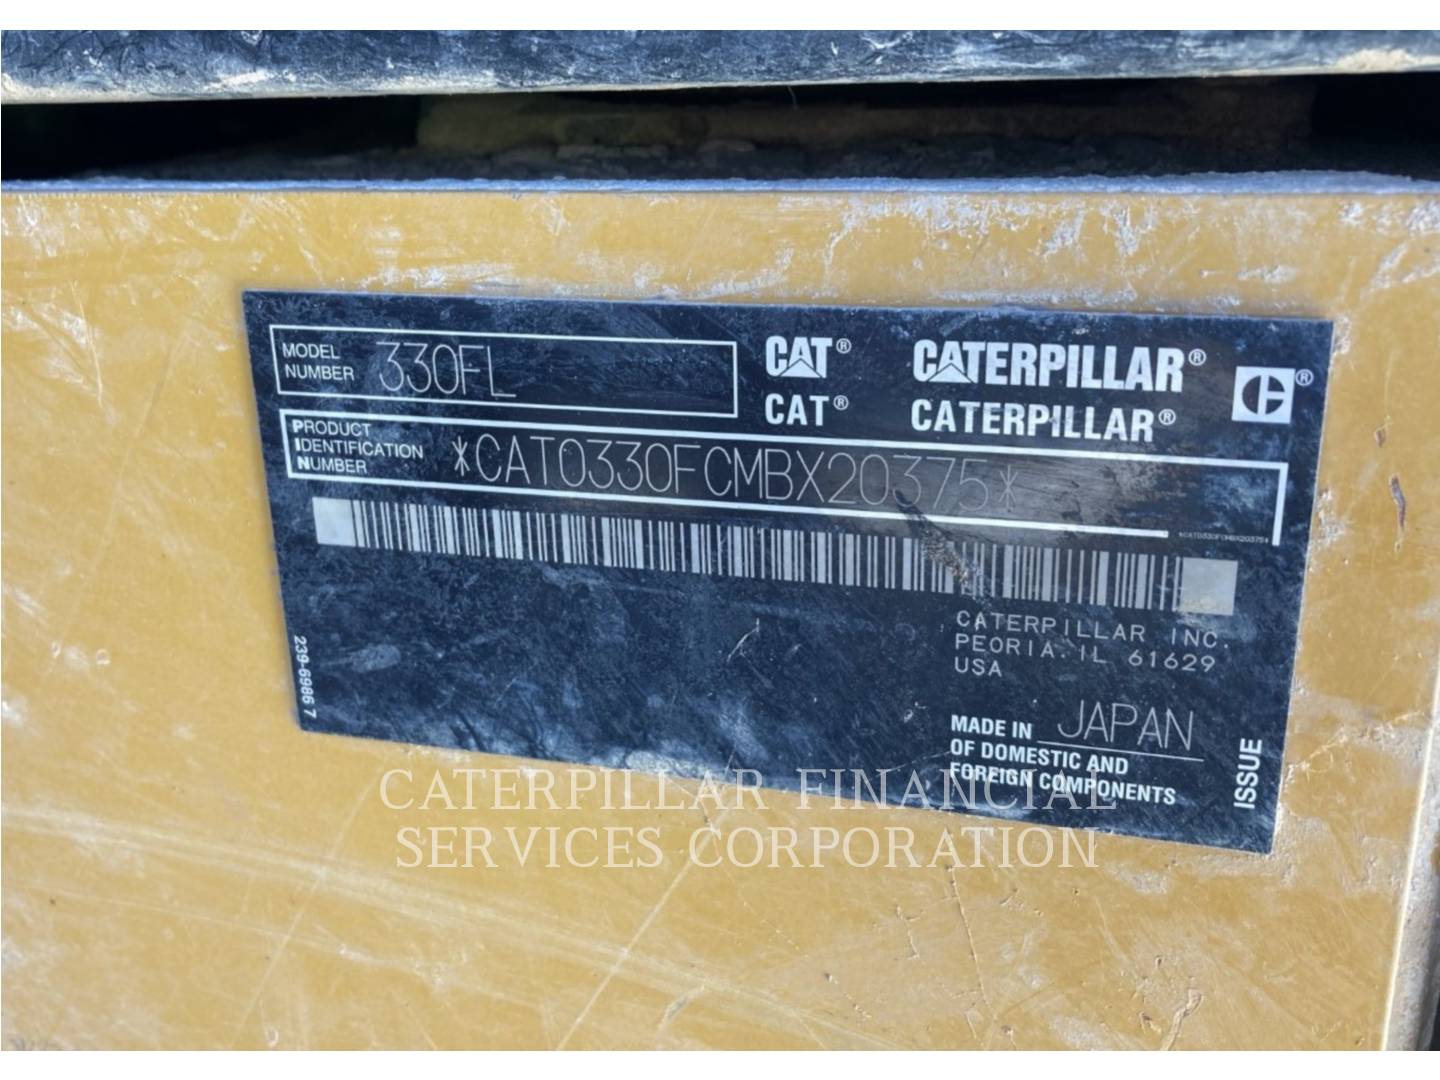 MODEL
NUMBER 330FL
CAT® CATERPILLAR®
CAT® CATERPILLAR®
C ®
PRODUCT
IDENTIFICATION
NUMBER
*CAT0330FCMBX20375*
*CAT0330FCMBX20375*
CATERPILLAR INC.
PEORIA, IL 61629
USA
239-6986 7
MADE IN JAPAN
OF DOMESTIC AND
FOREIGN COMPONENTS
ISSUE
CATERPILLAR FINANCIAL
SERVICES CORPORATION